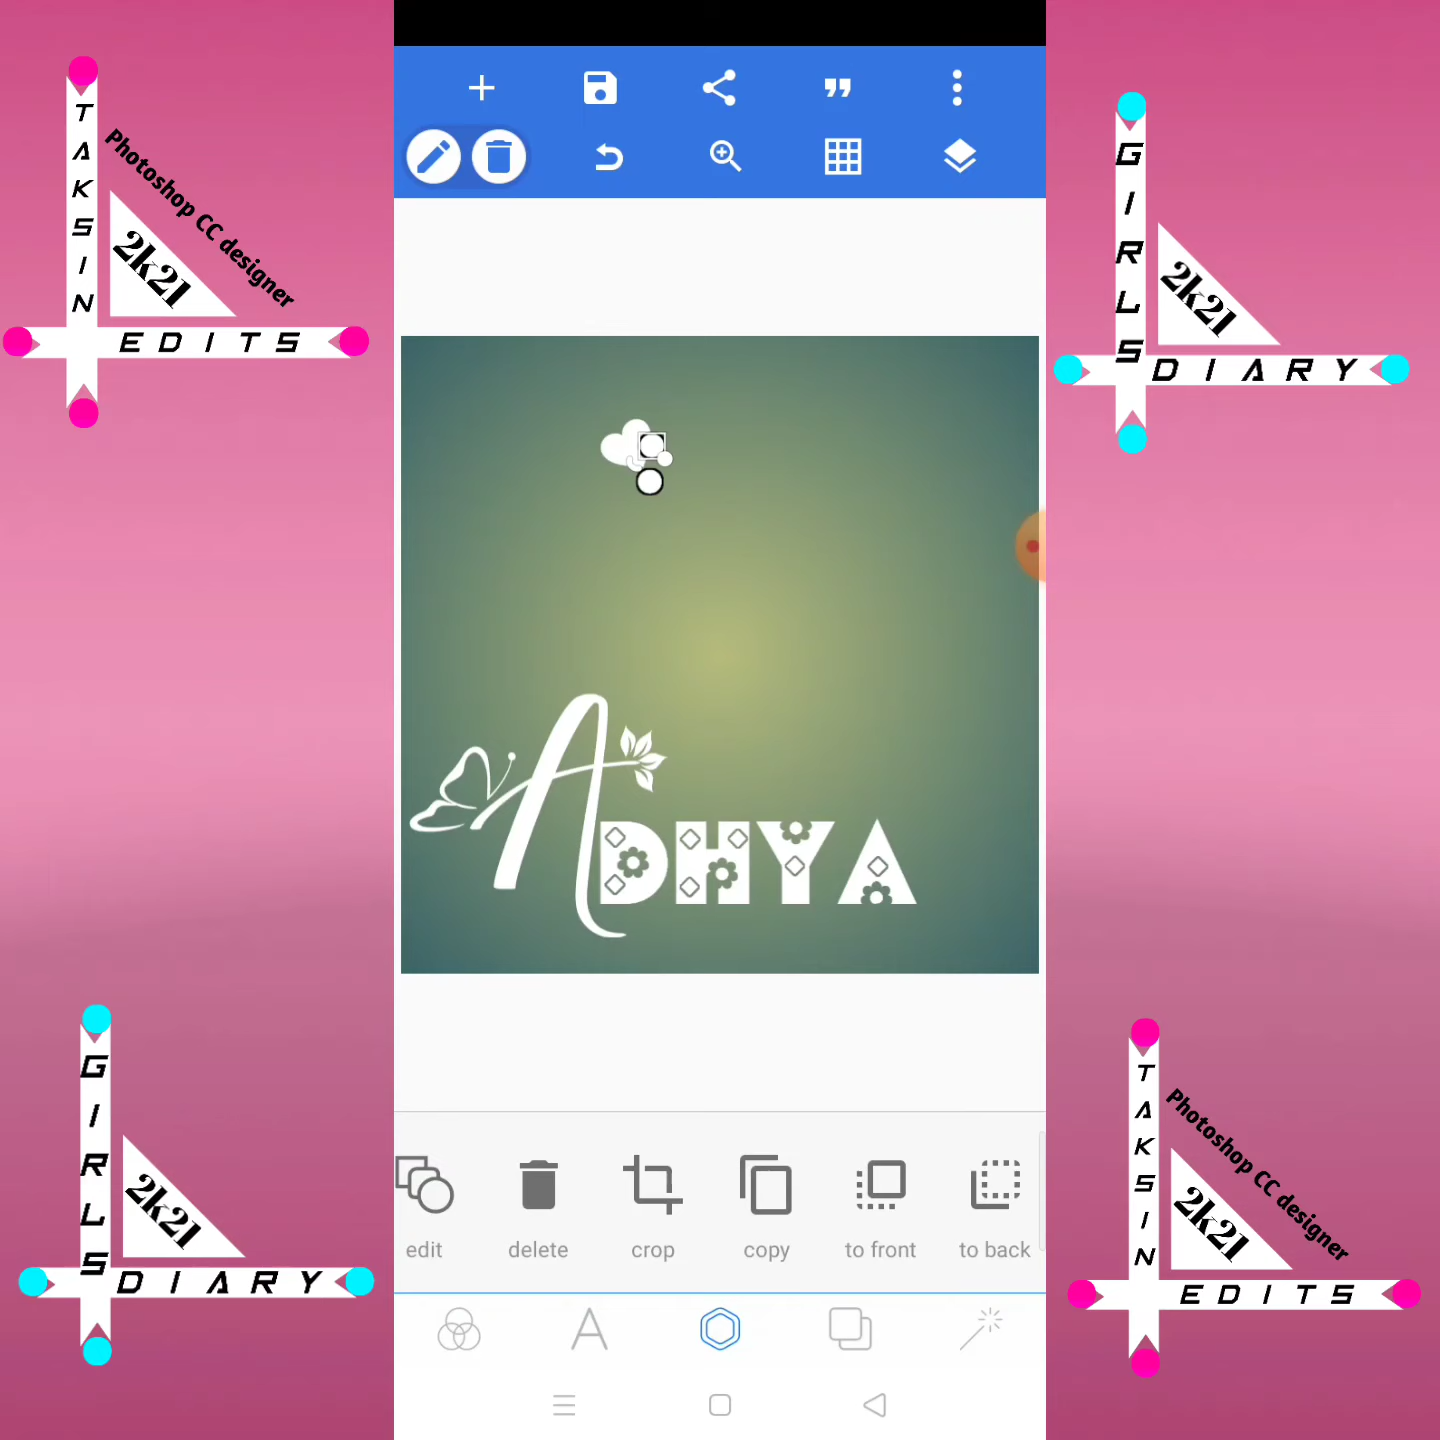 TAKSIN
Photoshop CC designer
2k21
EDITS
GIRLS
2k21
DIARY
ADHYA
GIRLS
2k21
DIARY
TAKSIN
Photoshop CC designer
2k21
EDITS
edit
delete
crop
copy
to front
to back